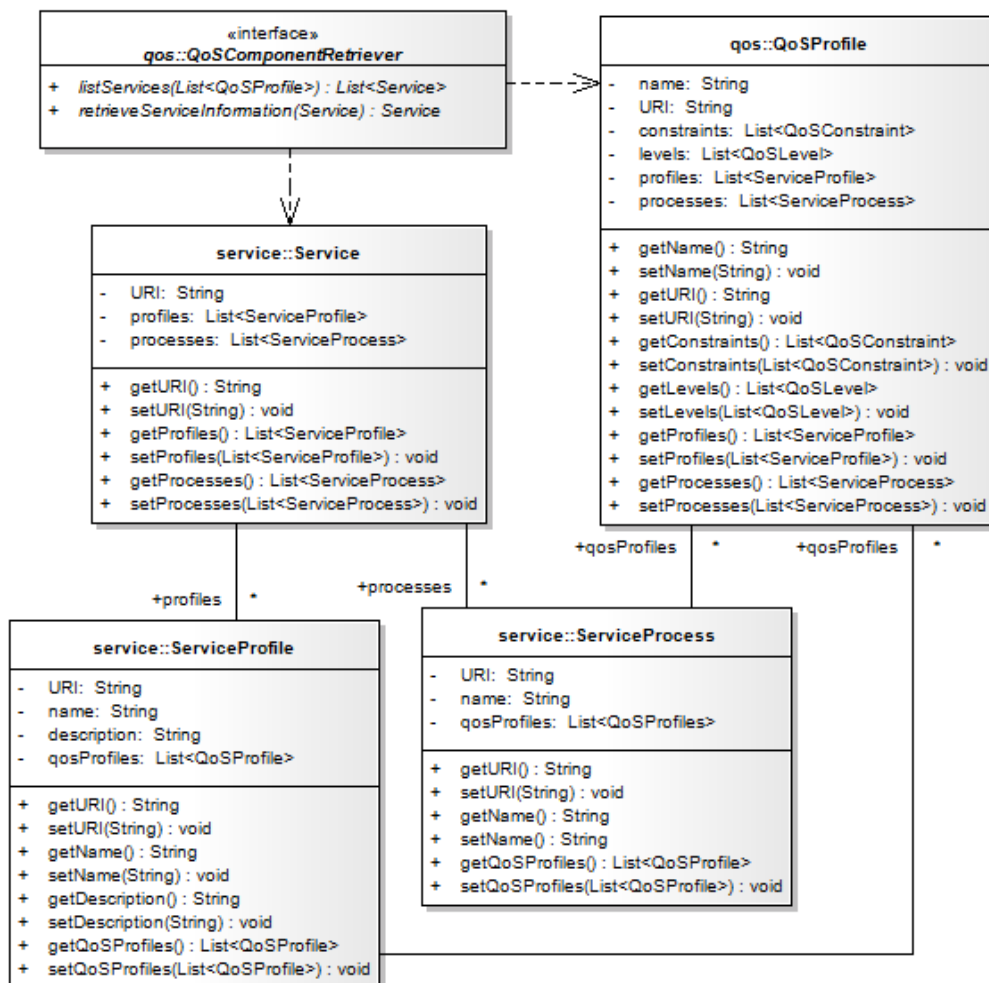 «interface»
qos::QoSComponentRetriever
+ listServices(List<QoSProfile>) : List<Service>
+ retrieveServiceInformation(Service) : Service
qos::QoSProfile
- name: String
- URI: String
- constraints: List<QoSConstraint>
- levels: List<QoSLevel>
- profiles: List<ServiceProfile>
- processes: List<ServiceProcess>
+ getName() : String
+ setName(String) : void
+ getURI() : String
+ setURI(String) : void
+ getConstraints() : List<QoSConstraint>
+ setConstraints(List<QoSConstraint>) : void
+ getLevels() : List<QoSLevel>
+ setLevels(List<QoSLevel>) : void
+ getProfiles() : List<ServiceProfile>
+ setProfiles(List<ServiceProfile>) : void
+ getProcesses() : List<ServiceProcess>
+ setProcesses(List<ServiceProcess>) : void
service::Service
- URI: String
- profiles: List<ServiceProfile>
- processes: List<ServiceProcess>
+ getURI() : String
+ setURI(String) : void
+ getProfiles() : List<ServiceProfile>
+ setProfiles(List<ServiceProfile>) : void
+ getProcesses() : List<ServiceProcess>
+ setProcesses(List<ServiceProcess>) : void
+qosProfiles *
+qosProfiles *
+processes *
+profiles *
service::ServiceProfile
- URI: String
- name: String
- description: String
- qosProfiles: List<QoSProfile>
+ getURI() : String
+ setURI(String) : void
+ getName() : String
+ setName(String) : void
+ getDescription() : String
+ setDescription(String) : void
+ getQoSProfiles() : List<QoSProfile>
+ setQoSProfiles(List<QoSProfile>) : void
service::ServiceProcess
- URI: String
- name: String
- qosProfiles: List<QoSProfiles>
+ getURI() : String
+ setURI(String) : void
+ getName() : String
+ setName() : String
+ getQoSProfiles() : List<QoSProfile>
+ setQoSProfiles(List<QoSProfile>) : void